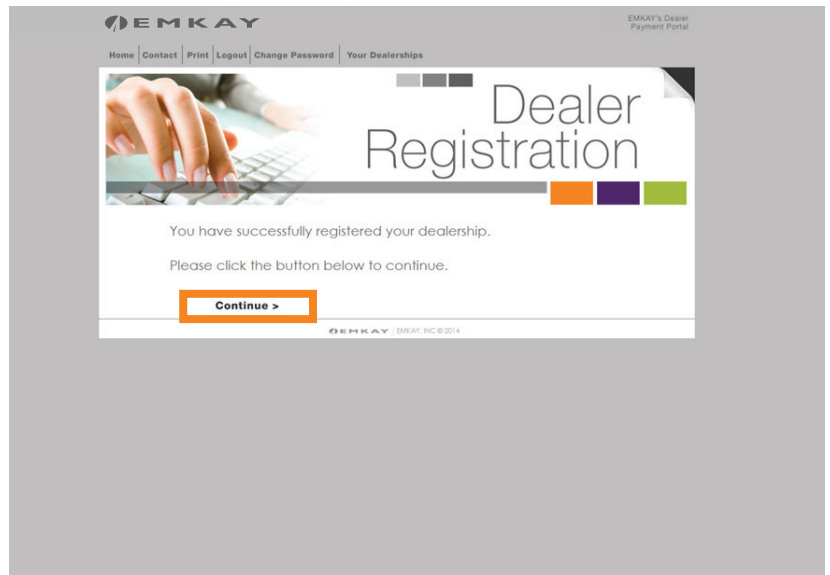 EMKAY
EMKAY's Dealer
Payment Portal
Home Contact Print Logout Change Password Your Dealerships
Dealer
Registration
You have successfully registered your dealership.
Please click the button below to continue.
Continue >
EMKAY | EMKAY, INC © 2014